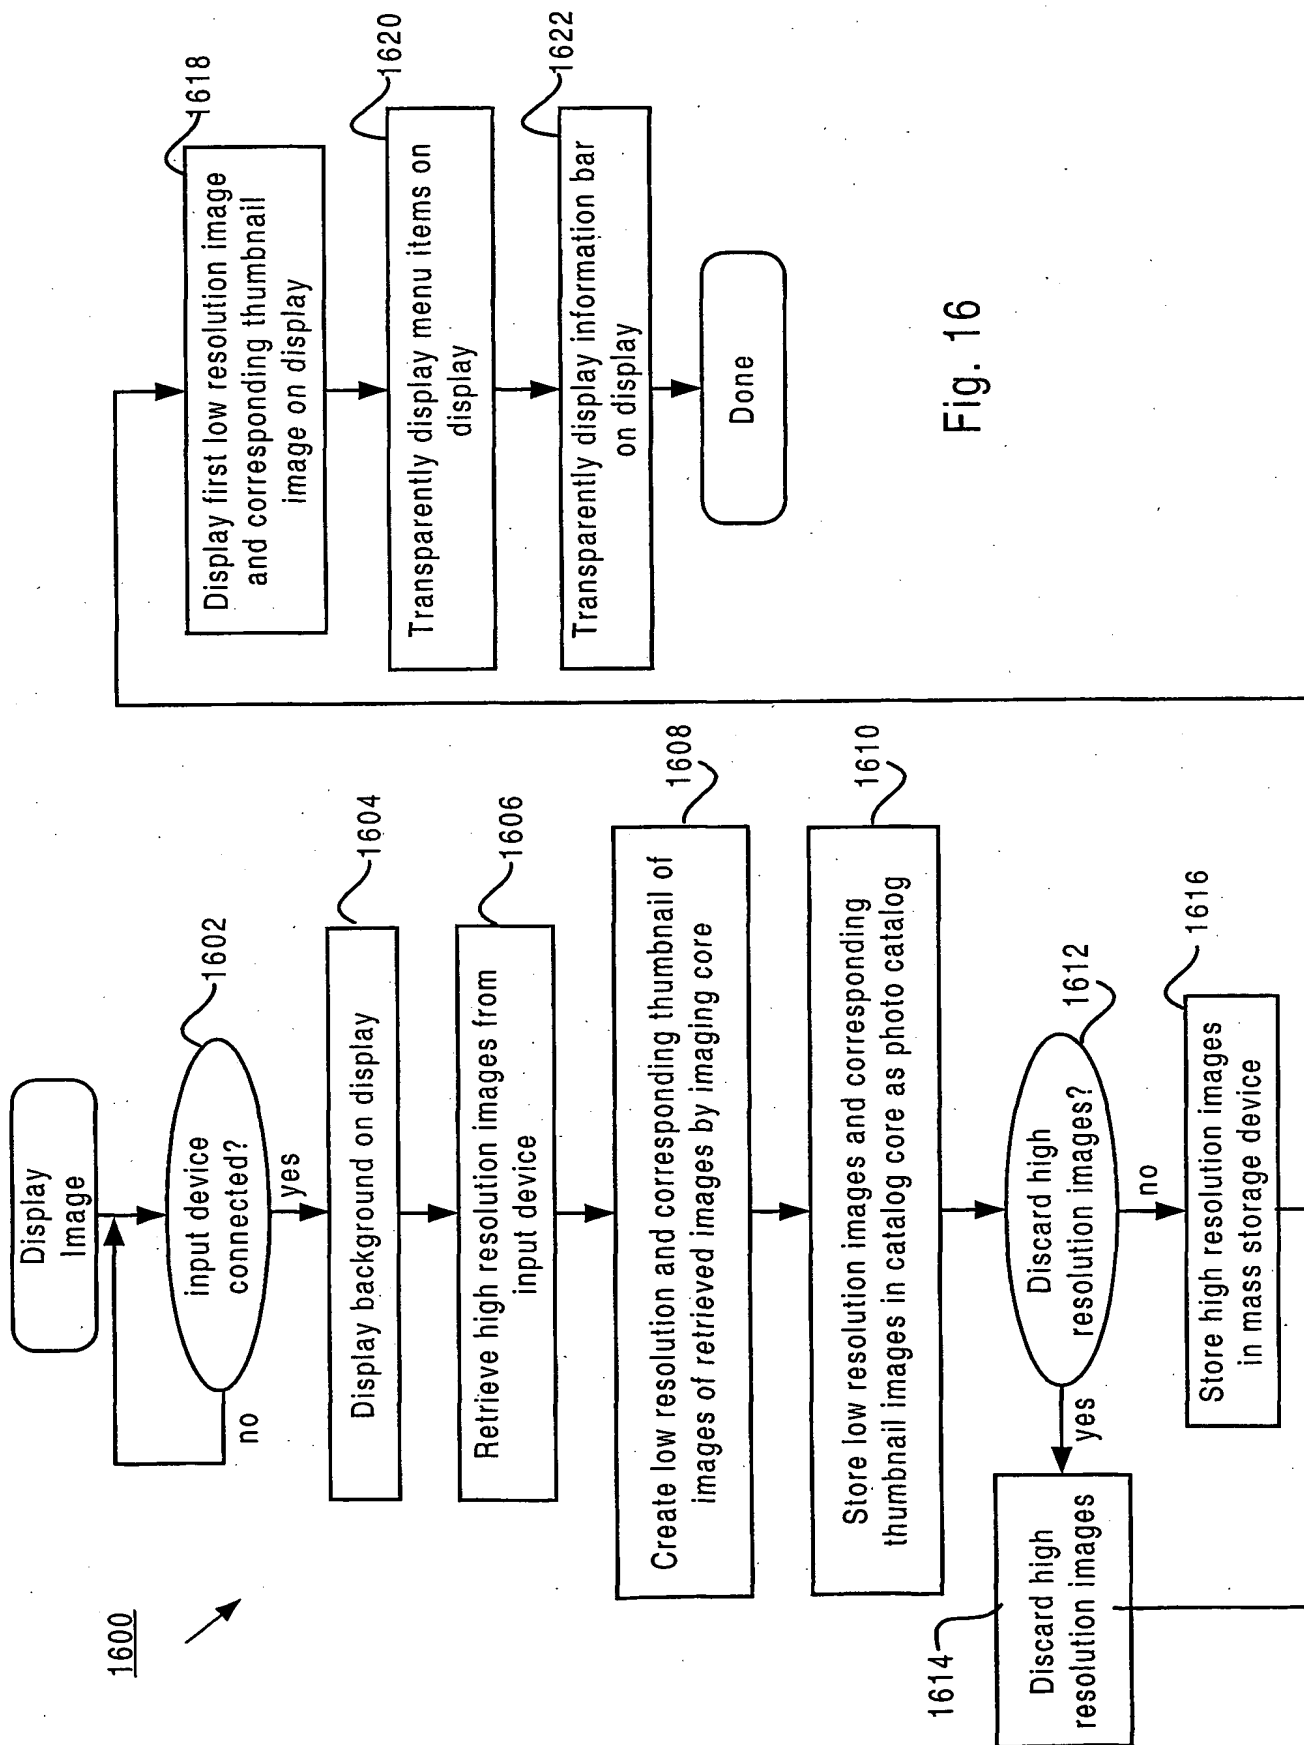 1600
Display
Image
input device
connected?
1602
no
yes
Display background on display
1604
Retrieve high resolution images from
input device
1606
Create low resolution and corresponding thumbnail of
images of retrieved images by imaging core
1608
Store low resolution images and corresponding
thumbnail images in catalog core as photo catalog
1610
Discard high
resolution images?
1612
yes
no
1614
Discard high
resolution images
Store high resolution images
in mass storage device
1616
Display first low resolution image
and corresponding thumbnail
image on display
1618
Transparently display menu items on
display
1620
Transparently display information bar
on display
1622
Done
Fig. 16